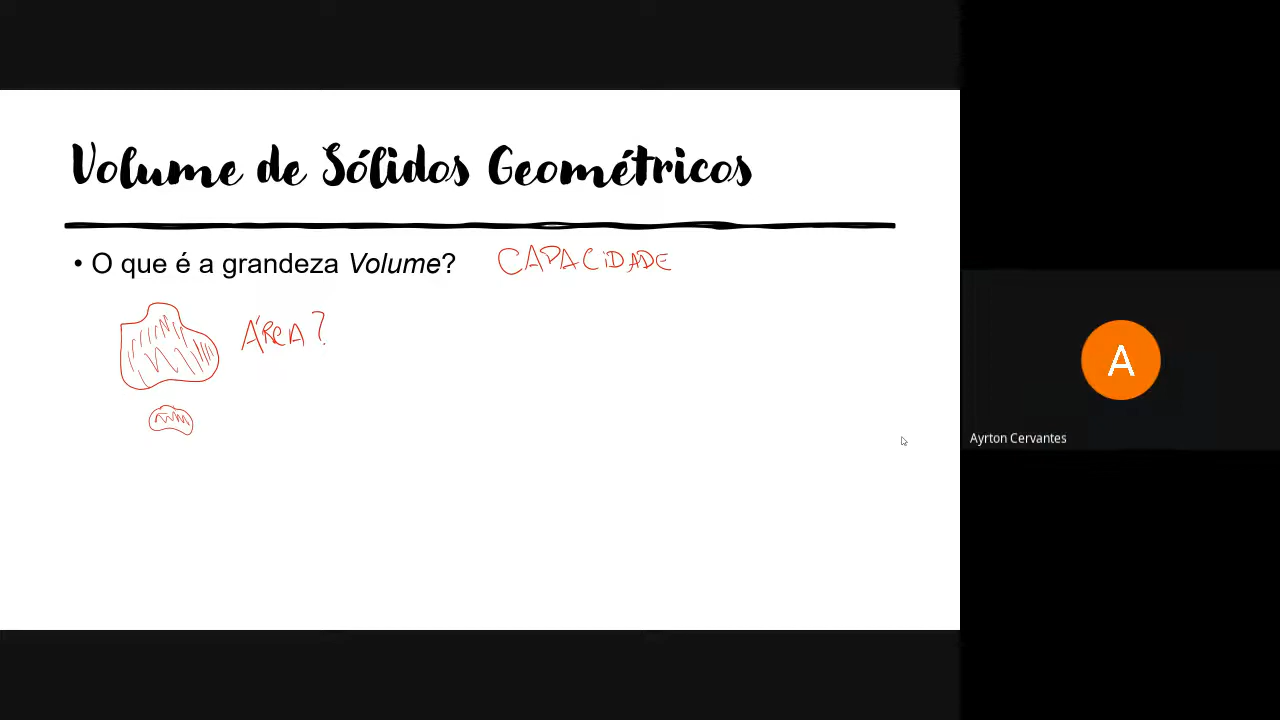 Volume de Sólidos Geométricos
• O que é a grandeza Volume? CAPACIDADE
ÁREA?
A
Ayrton Cervantes